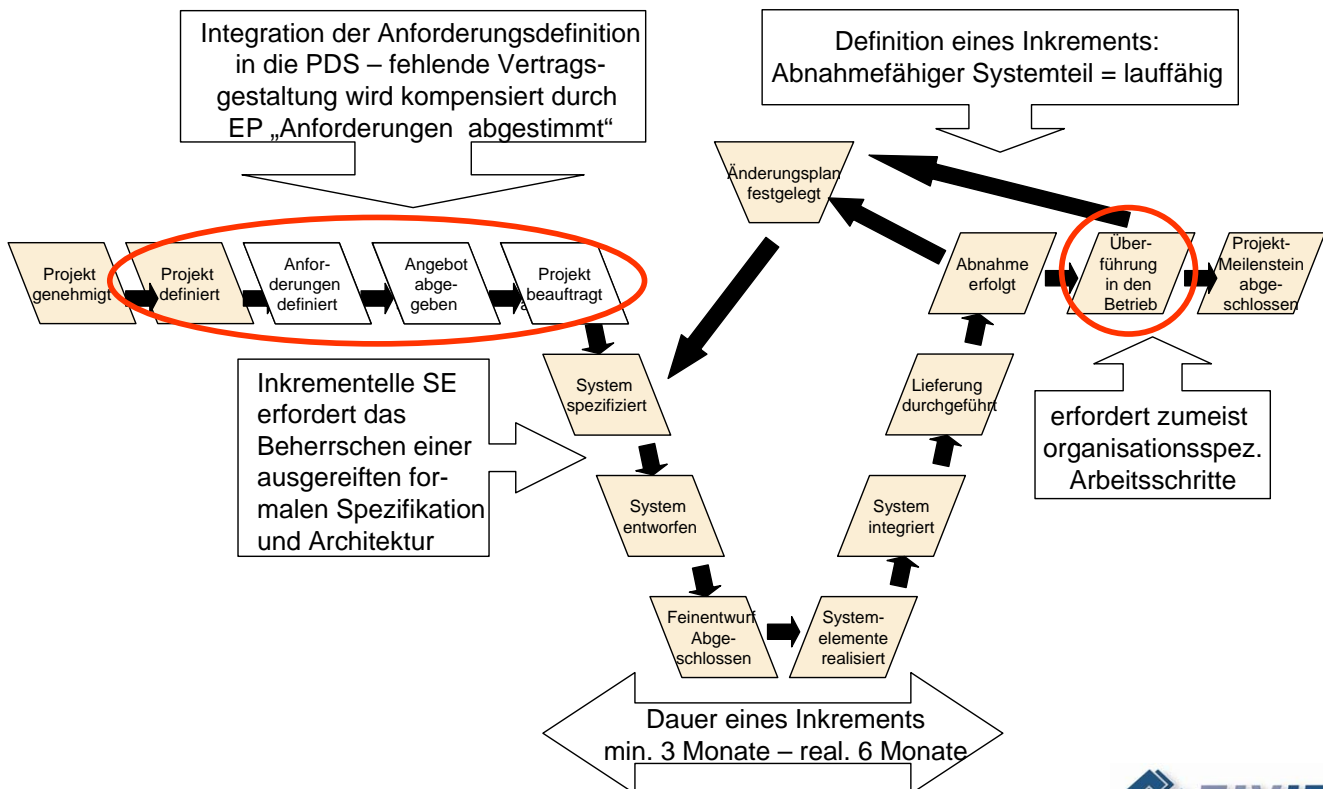 Integration der Anforderungsdefinition
in die PDS – fehlende Vertrags-
gestaltung wird kompensiert durch
EP „Anforderungen abgestimmt“
Definition eines Inkrements:
Abnahmefähiger Systemteil = lauffähig
Änderungsplan
festgelegt
Projekt
genehmigt
Projekt
definiert
Anfor-
derungen
definiert
Angebot
abge-
geben
Projekt
beauftragt
Abnahme
erfolgt
Über-
führung
in den
Betrieb
Projekt-
Meilenstein
abge-
schlossen
Inkrementelle SE
erfordert das
Beherrschen einer
ausgereiften for-
malen Spezifikation
und Architektur
System
spezifiziert
Lieferung
durchgeführt
erfordert zumeist
organisationsspez.
Arbeitsschritte
System
entworfen
System
integriert
Feinentwurf
Abge-
schlossen
System-
elemente
realisiert
Dauer eines Inkrements
min. 3 Monate – real. 6 Monate